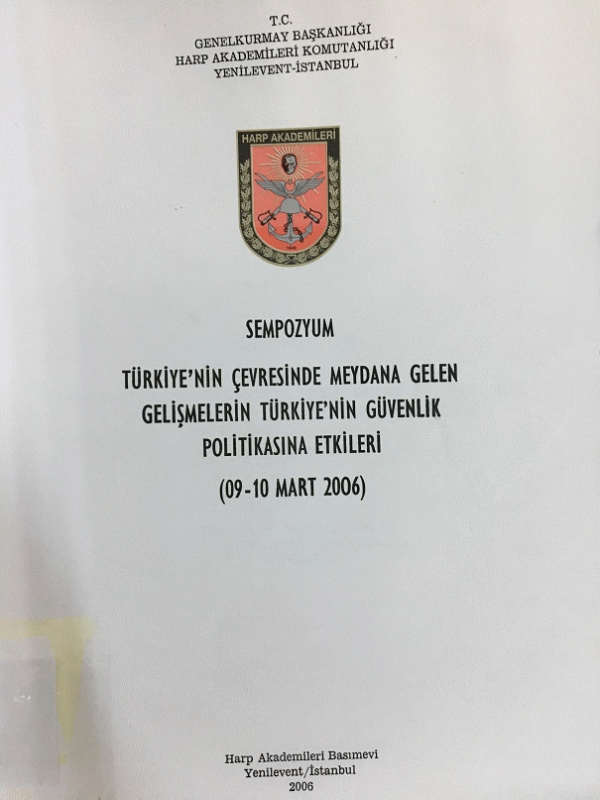 T.C.
GENELKURMAY BAŞKANLIĞI
HARP AKADEMİLERİ KOMUTANLIĞI
YENİLEVENT-İSTANBUL
HARP AKADEMİLERİ
SEMPOZYUM
TÜRKİYE'NİN ÇEVRESİNDE MEYDANA GELEN
GELİŞMELERİN TÜRKİYE'NİN GÜVENLİK
POLİTİKASINA ETKİLERİ
(09-10 MART 2006)
Harp Akademileri Basımevi
Yenilevent/İstanbul
2006